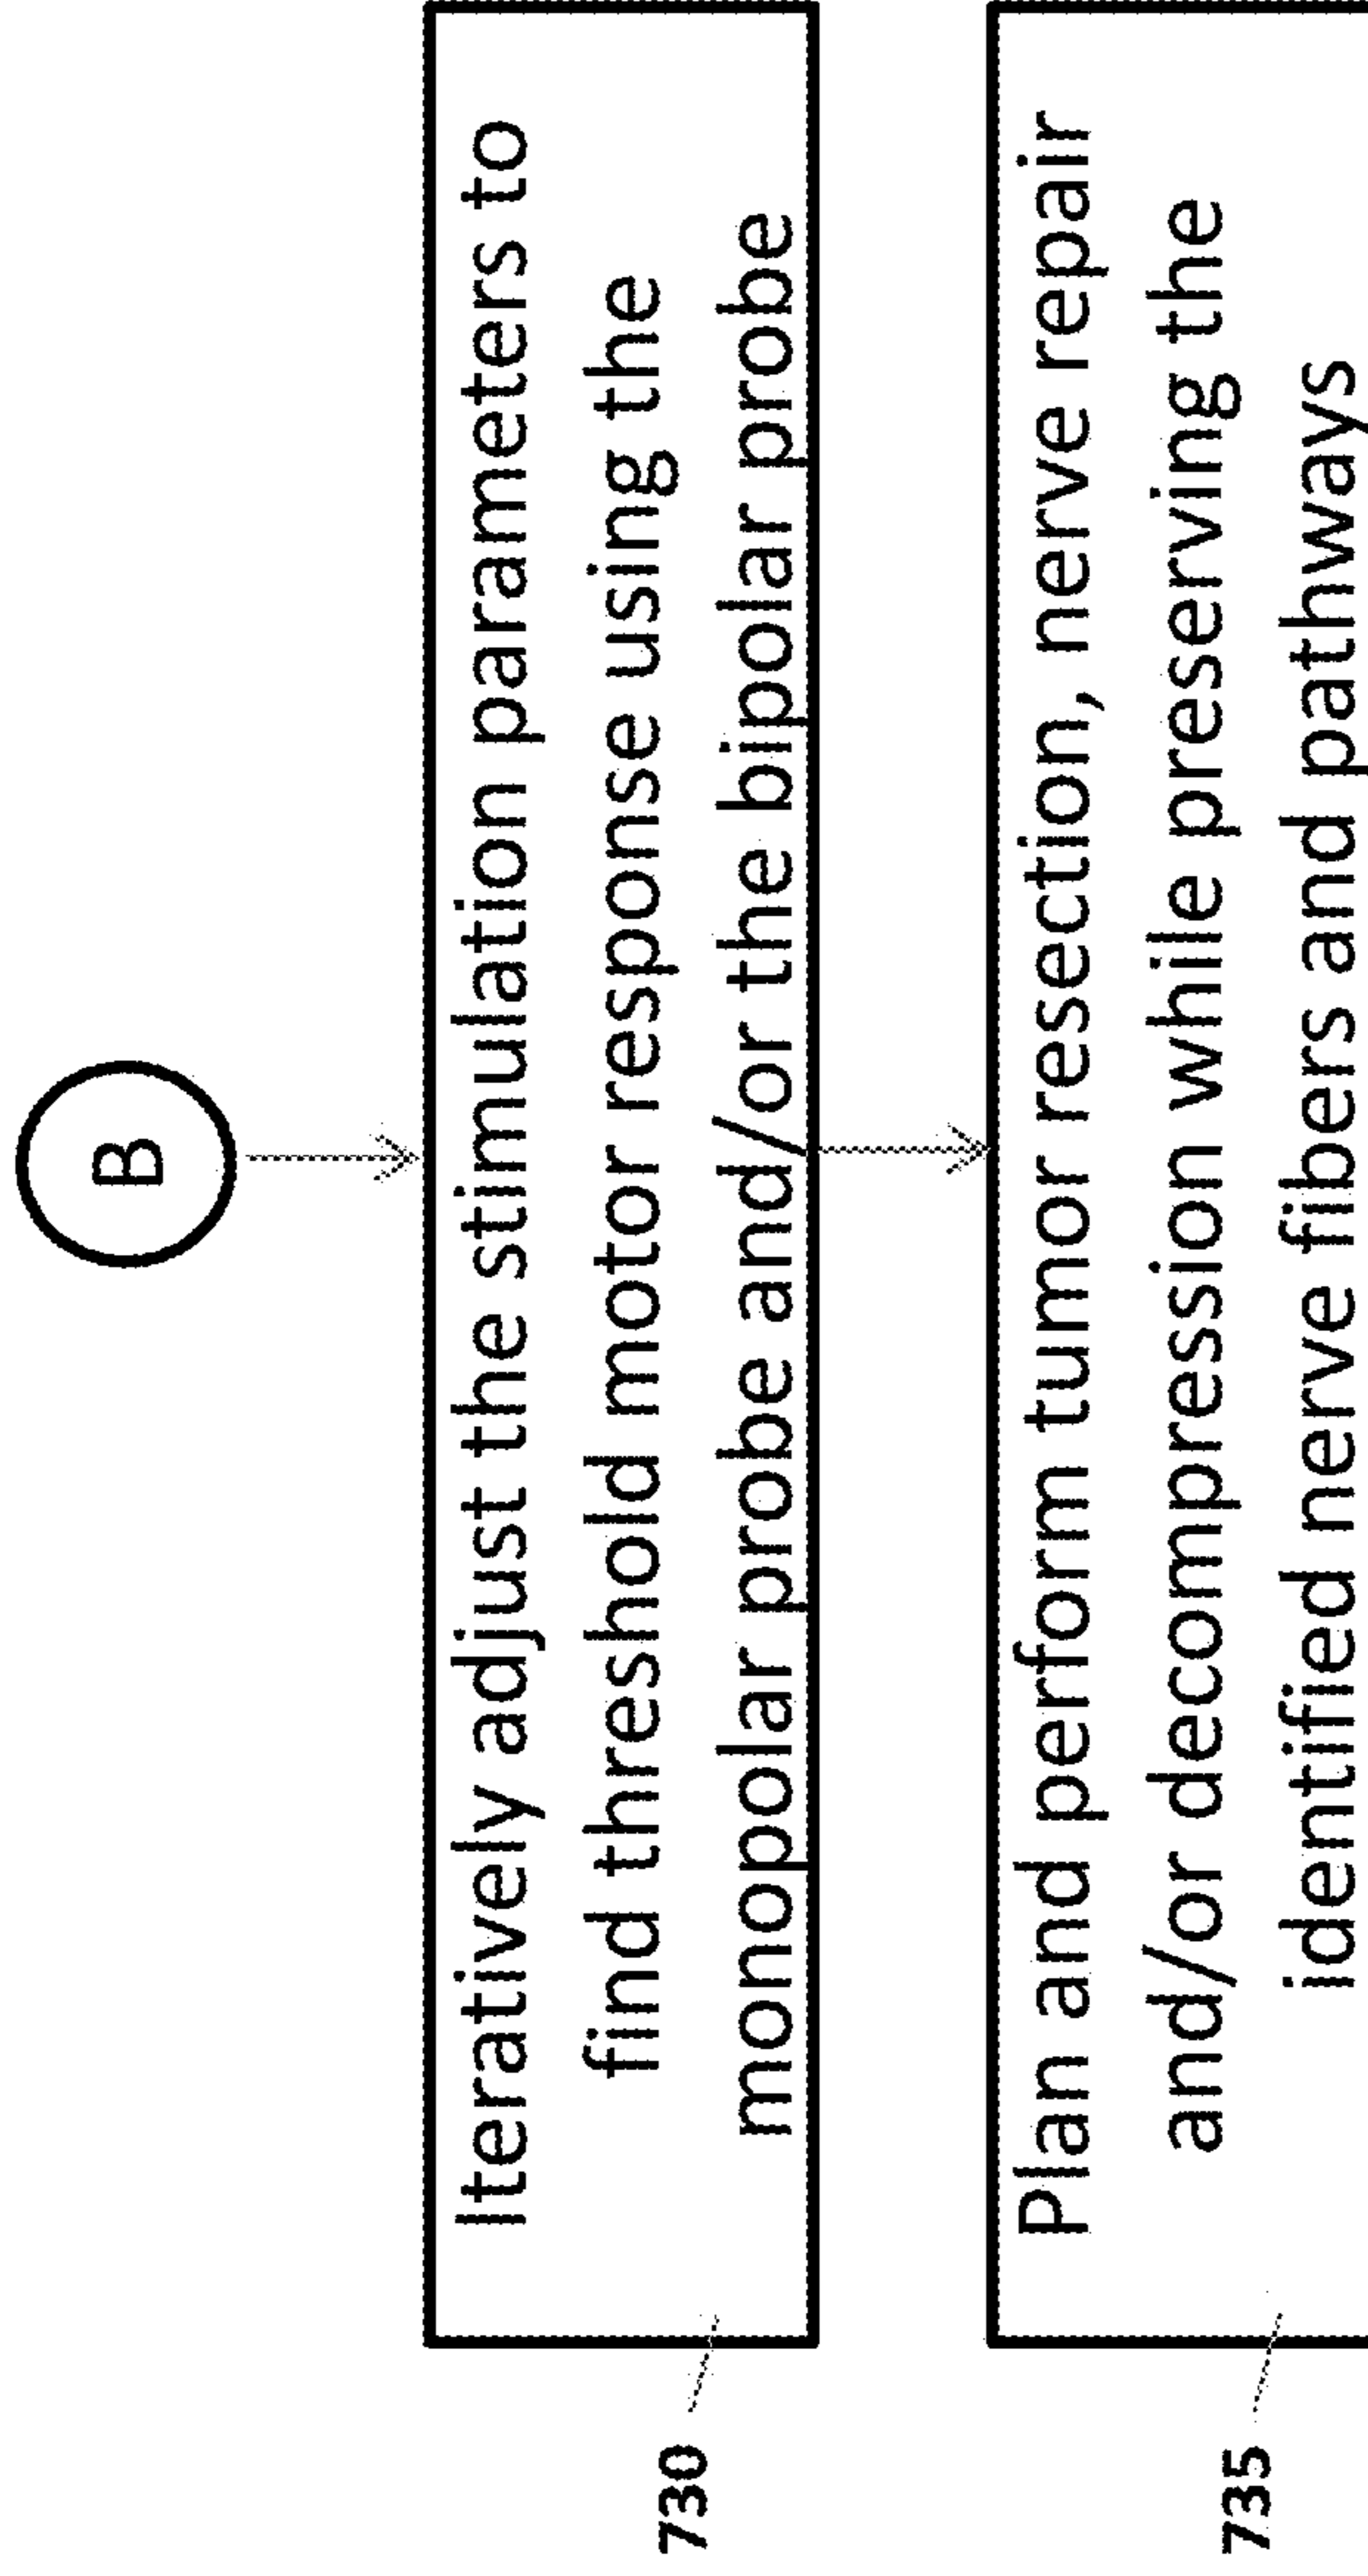 B
Iteratively adjust the stimulation parameters to
find threshold motor response using the
monopolar probe and/or the bipolar probe
730
Plan and perform tumor resection, nerve repair
and/or decompression while preserving the
identified nerve fibers and pathways
735